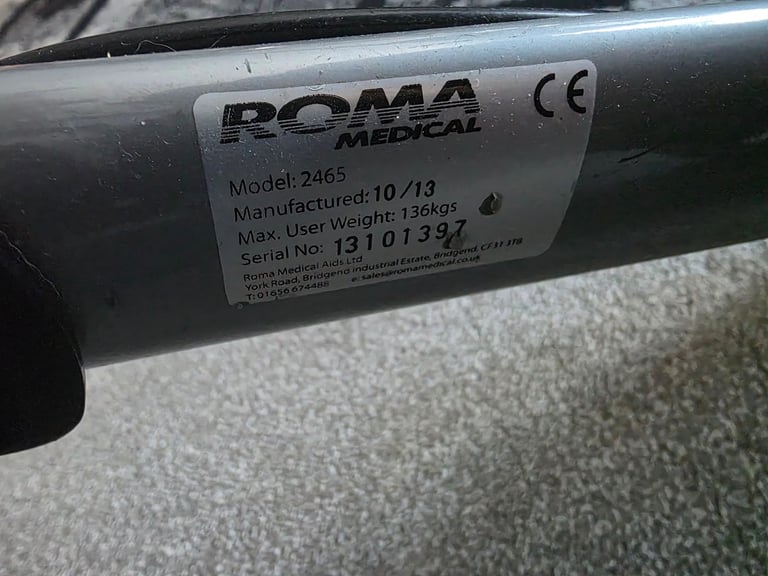 ROMA
MEDICAL
CE
Model: 2465
Manufactured: 10/13
Max. User Weight: 136kgs
Serial No: 13101397
Roma Medical Aids Ltd
York Road, Bridgend Industrial Estate, Bridgend, CF31 3TB
T: 01656 674488 e: sales@romamedical.co.uk